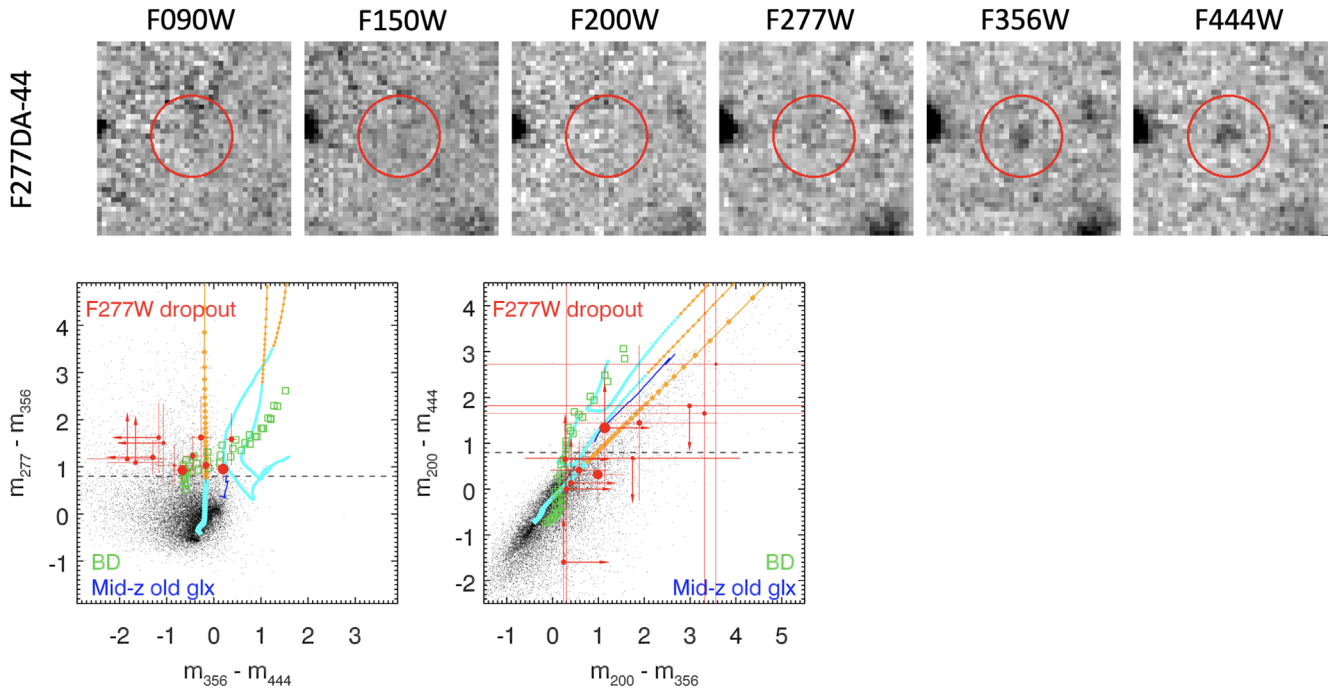 F090W F150W F200W F277W F356W F444W
F277DA-44
F277W dropout
4
3
2
1
0
-1
m277 - m356
BD
Mid-z old glx
-2 -1 0 1 2 3
m356 - m444
F277W dropout
4
3
2
1
0
-1
-2
m200 - m444
BD
Mid-z old glx
-1 0 1 2 3 4 5
m200 - m356